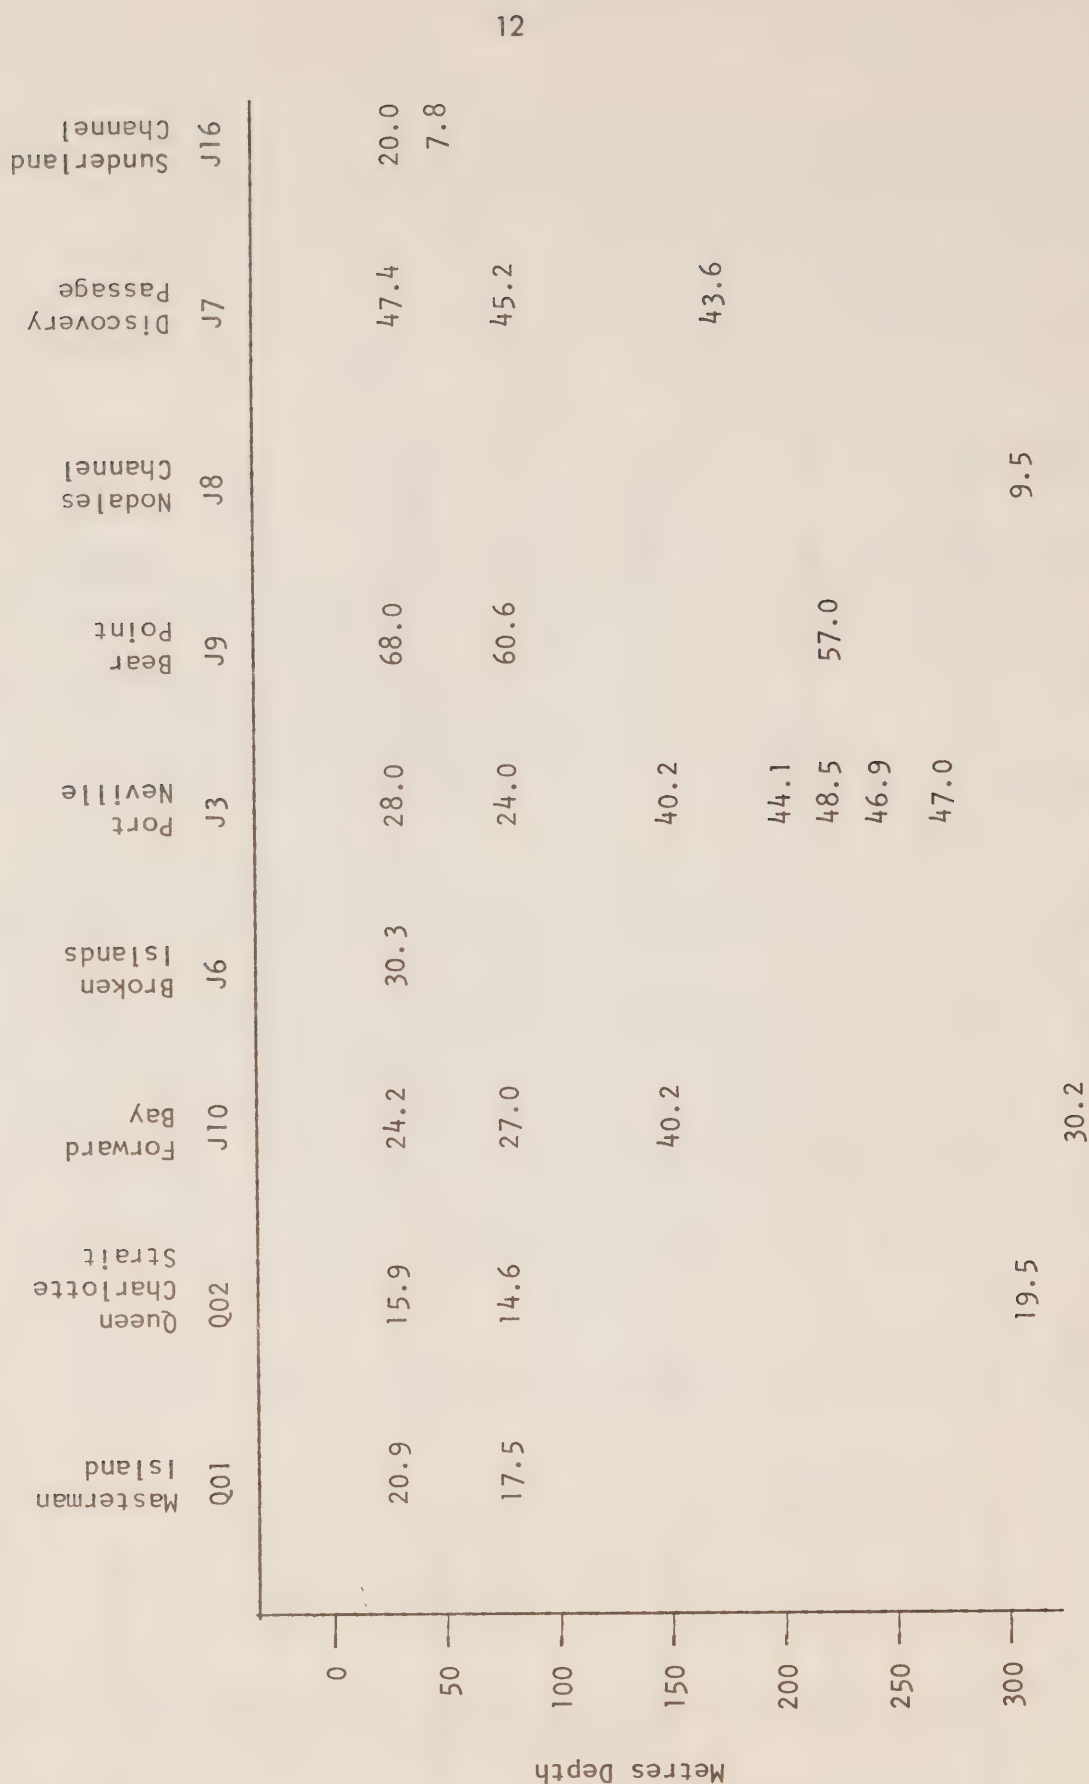 12
Masterman
Island
Q01
Queen
Charlotte
Strait
Q02
Forward
Bay
J10
Broken
Islands
J6
Port
Neville
J3
Bear
Point
J9
Nodales
Channel
J8
Discovery
Passage
J7
Sunderland
Channel
J16
Metres Depth
0
20.9 15.9 24.2 30.3 28.0 68.0 47.4 20.0
7.8
50
17.5 14.6 27.0 24.0 60.6 45.2
100
150
40.2 40.2
43.6
200
44.1
48.5 57.0
46.9
250
47.0
300
19.5 9.5
30.2